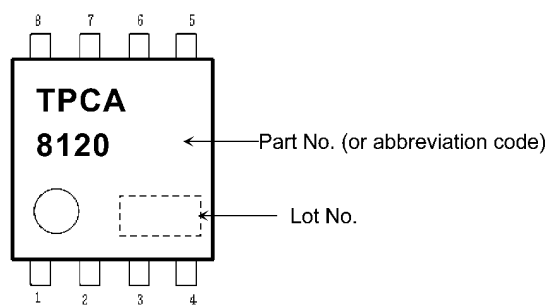 8 7 6 5
TPCA
8120
Part No. (or abbreviation code)
Lot No.
1 2 3 4